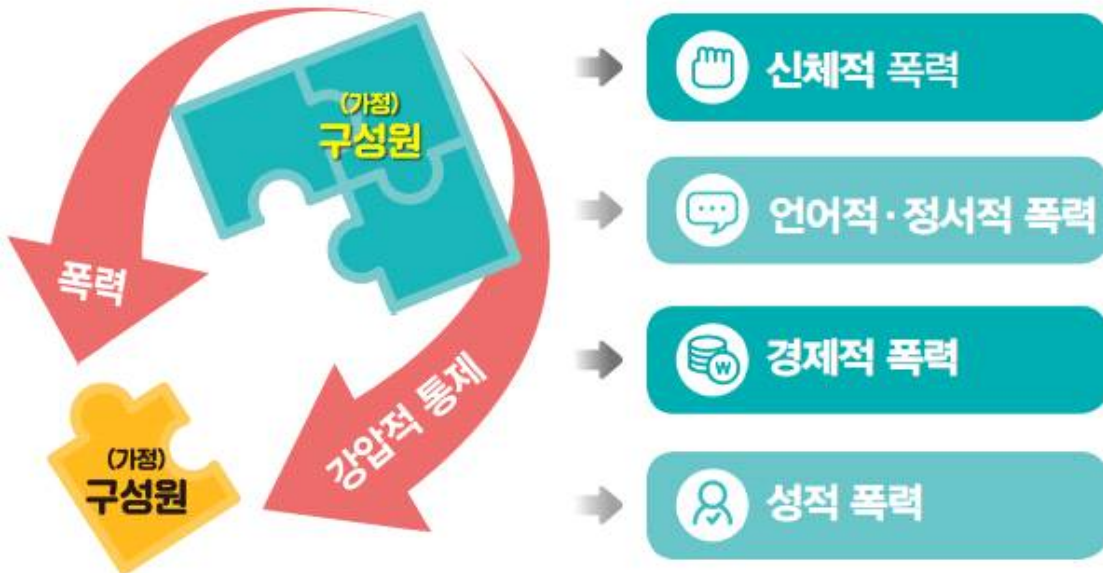 (가정)
구성원
폭력
강압적 통제
(가정)
구성원
신체적 폭력
언어적·정서적 폭력
경제적 폭력
W
성적 폭력